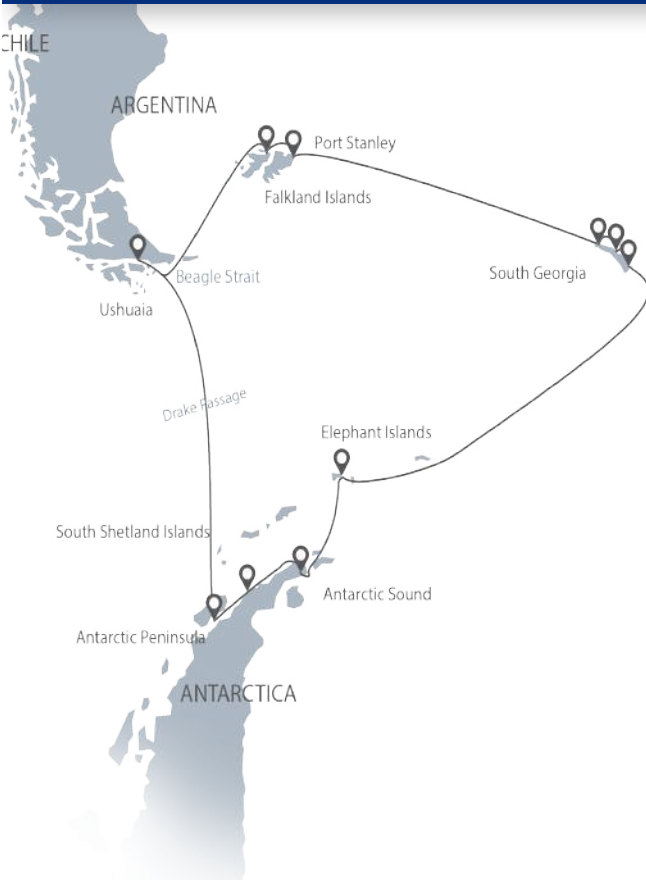 CHILE
ARGENTINA
Port Stanley
Falkland Islands
South Georgia
Beagle Strait
Ushuaia
Drake Passage
Elephant Islands
South Shetland Islands
Antarctic Sound
Antarctic Peninsula
ANTARCTICA